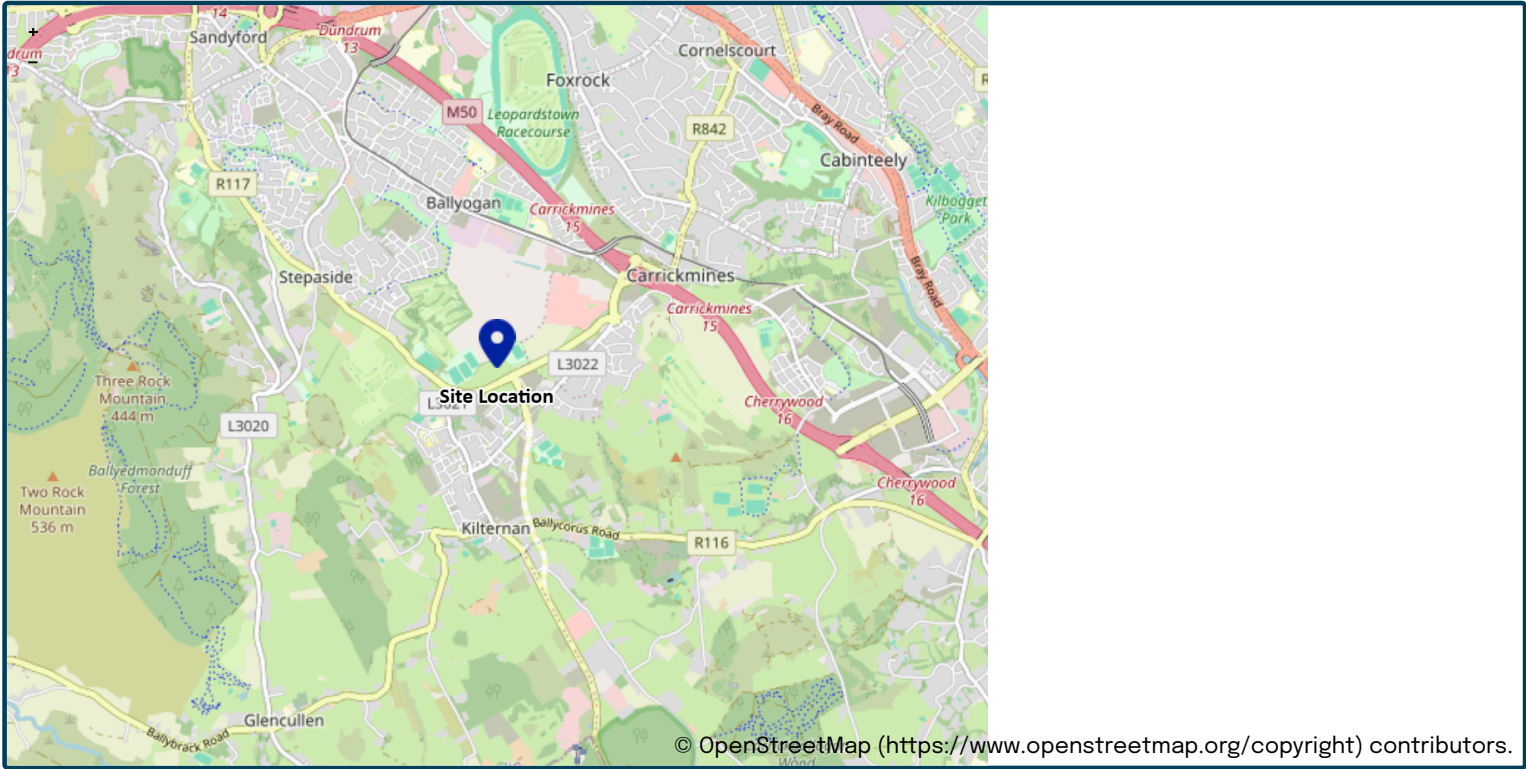 +
−
14
Sandyford
Dundrum
13
drum
13
Cornelscourt
Foxrock
M50
Leopardstown
Racecourse
R842
Bray Road
Cabinteely
R117
Ballyogan
Carrickmines
15
Kilbogget
Park
Stepaside
Carrickmines
Bray Road
Carrickmines
15
L3022
Three Rock
Mountain
444 m
Site Location
Cherrywood
16
L3020
Ballyedmonduff
Forest
Two Rock
Mountain
536 m
Cherrywood
16
Kilternan
Ballycorus Road
R116
Glencullen
Ballybrack Road
© OpenStreetMap (https://www.openstreetmap.org/copyright) contributors.